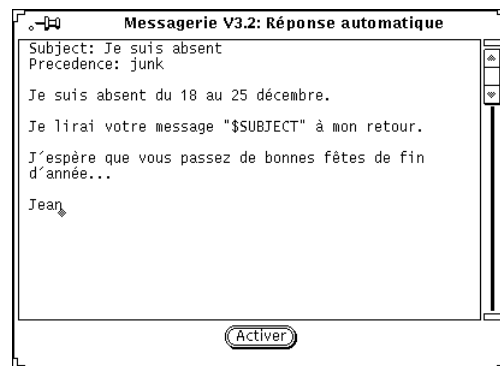 Messagerie V3.2: Réponse automatique
Subject: Je suis absent
Precedence: junk
Je suis absent du 18 au 25 décembre.
Je lirai votre message "$SUBJECT" à mon retour.
J´espère que vous passez de bonnes fêtes de fin
d´année...
Jean
Activer